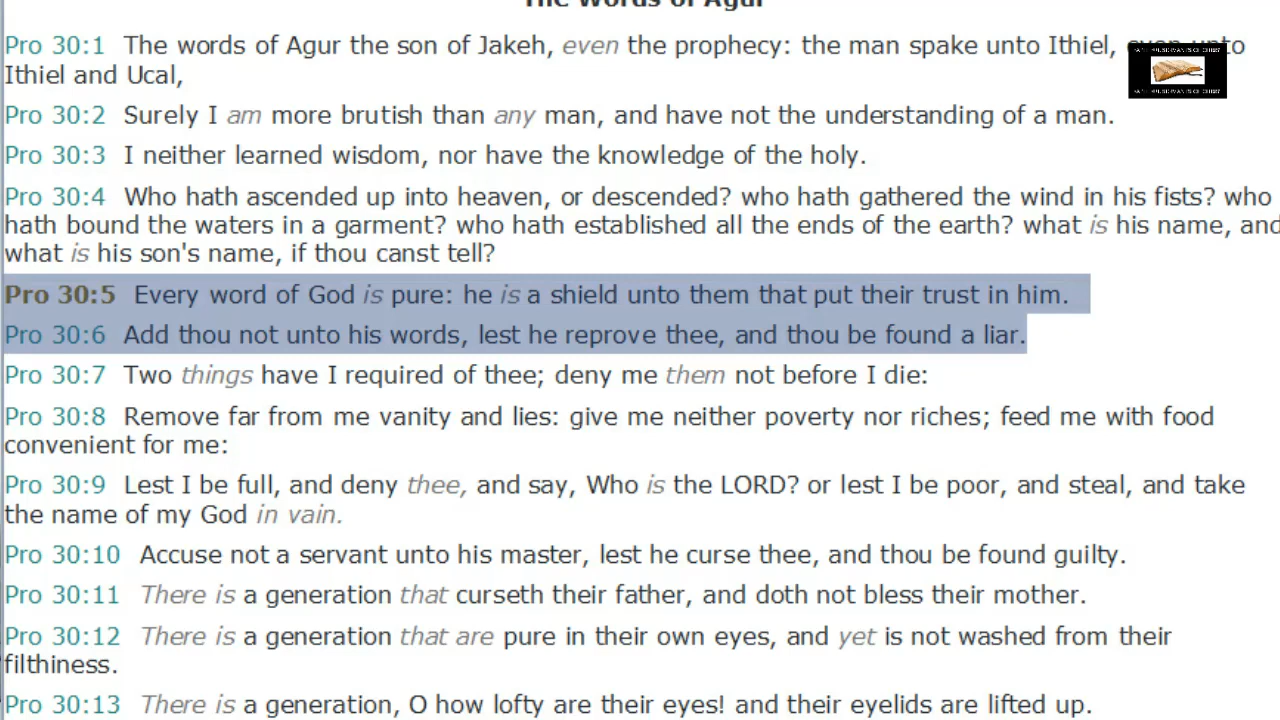 The Words of Agur
Pro 30:1 The words of Agur the son of Jakeh, even the prophecy: the man spake unto Ithiel, even unto
Ithiel and Ucal,
Pro 30:2 Surely I am more brutish than any man, and have not the understanding of a man.
Pro 30:3 I neither learned wisdom, nor have the knowledge of the holy.
Pro 30:4 Who hath ascended up into heaven, or descended? who hath gathered the wind in his fists? who
hath bound the waters in a garment? who hath established all the ends of the earth? what is his name, and
what is his son's name, if thou canst tell?
Pro 30:5 Every word of God is pure: he is a shield unto them that put their trust in him.
Pro 30:6 Add thou not unto his words, lest he reprove thee, and thou be found a liar.
Pro 30:7 Two things have I required of thee; deny me them not before I die:
Pro 30:8 Remove far from me vanity and lies: give me neither poverty nor riches; feed me with food
convenient for me:
Pro 30:9 Lest I be full, and deny thee, and say, Who is the LORD? or lest I be poor, and steal, and take
the name of my God in vain.
Pro 30:10 Accuse not a servant unto his master, lest he curse thee, and thou be found guilty.
Pro 30:11 There is a generation that curseth their father, and doth not bless their mother.
Pro 30:12 There is a generation that are pure in their own eyes, and yet is not washed from their
filthiness.
Pro 30:13 There is a generation, O how lofty are their eyes! and their eyelids are lifted up.